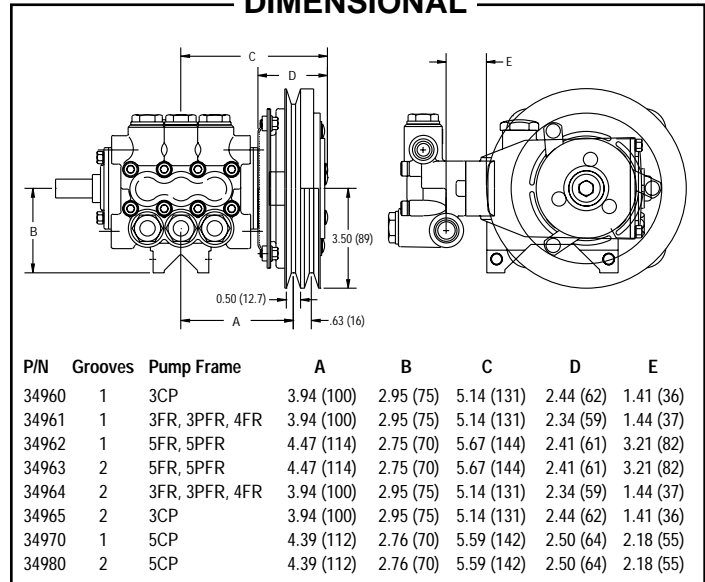 DIMENSIONAL
C
D
E
B
3.50 (89)
0.50 (12.7)
A
.63 (16)
P/N Grooves Pump Frame A B C D E
34960 1 3CP 3.94 (100) 2.95 (75) 5.14 (131) 2.44 (62) 1.41 (36)
34961 1 3FR, 3PFR, 4FR 3.94 (100) 2.95 (75) 5.14 (131) 2.34 (59) 1.44 (37)
34962 1 5FR, 5PFR 4.47 (114) 2.75 (70) 5.67 (144) 2.41 (61) 3.21 (82)
34963 2 5FR, 5PFR 4.47 (114) 2.75 (70) 5.67 (144) 2.41 (61) 3.21 (82)
34964 2 3FR, 3PFR, 4FR 3.94 (100) 2.95 (75) 5.14 (131) 2.34 (59) 1.44 (37)
34965 2 3CP 3.94 (100) 2.95 (75) 5.14 (131) 2.44 (62) 1.41 (36)
34970 1 5CP 4.39 (112) 2.76 (70) 5.59 (142) 2.50 (64) 2.18 (55)
34980 2 5CP 4.39 (112) 2.76 (70) 5.59 (142) 2.50 (64) 2.18 (55)